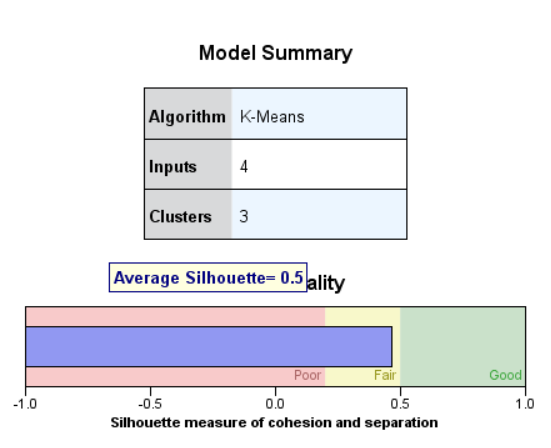 Model Summary
Algorithm K-Means
Inputs 4
Clusters 3
Average Silhouette= 0.5
ality
Poor Fair Good
-1.0 -0.5 0.0 0.5 1.0
Silhouette measure of cohesion and separation